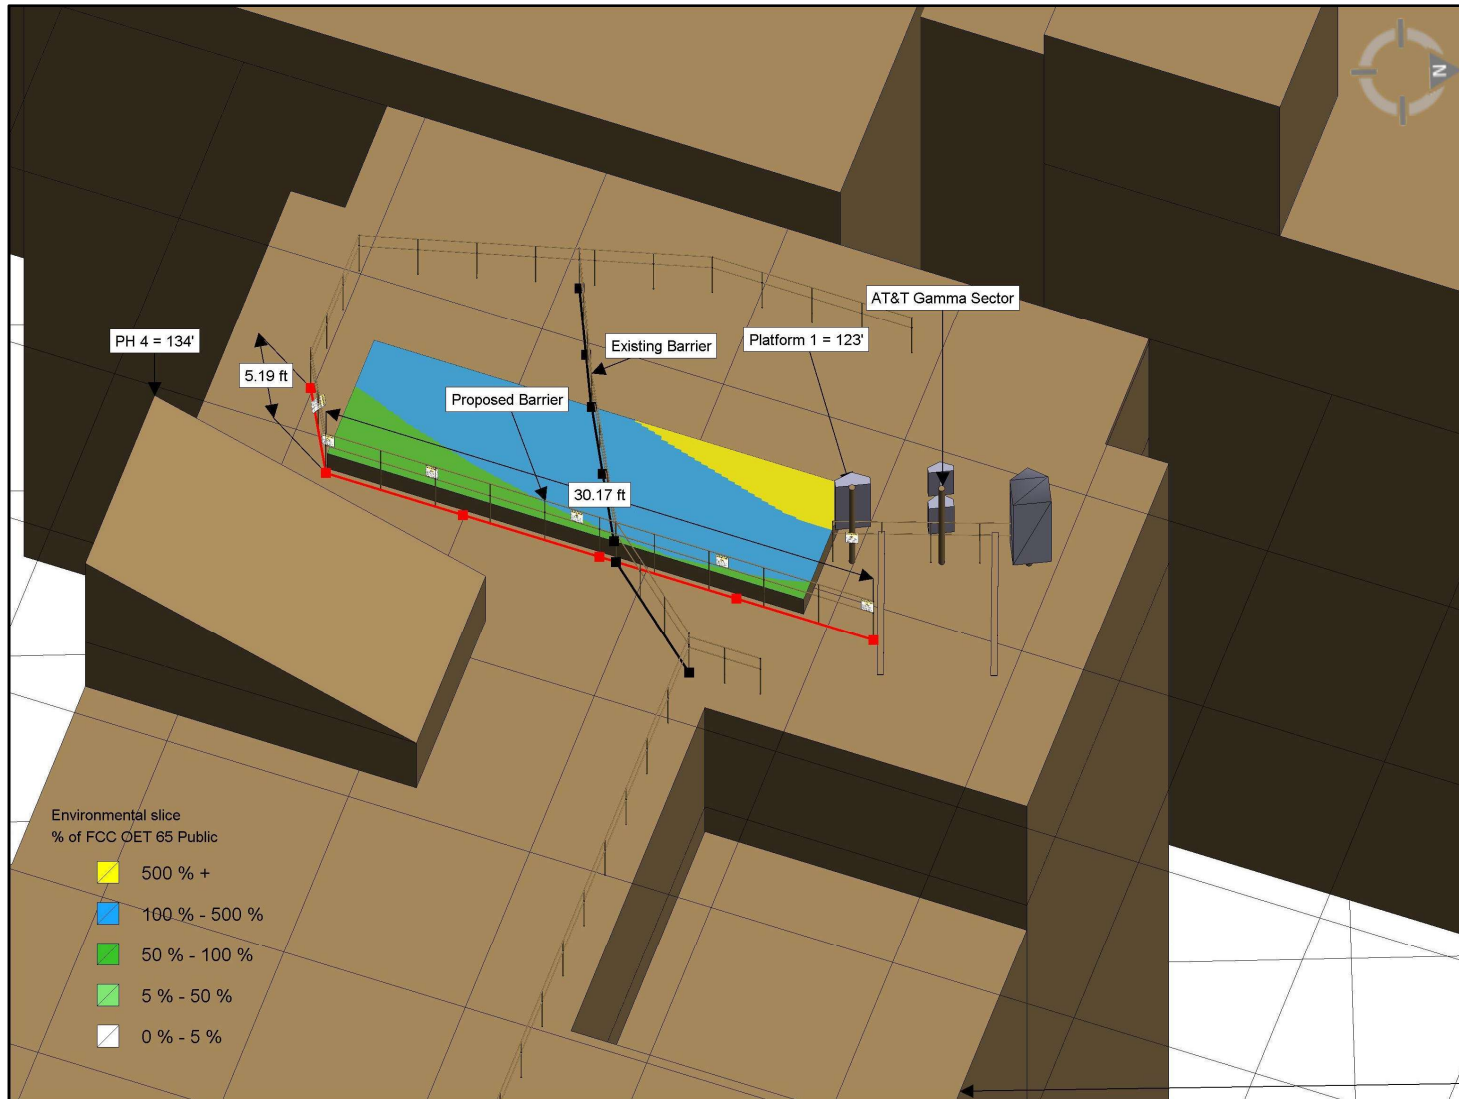 N
AT&T Gamma Sector
PH 4 = 134'
Existing Barrier
Platform 1 = 123'
5.19 ft
Proposed Barrier
30.17 ft
Environmental slice
% of FCC OET 65 Public
500 % +
100 % - 500 %
50 % - 100 %
5 % - 50 %
0 % - 5 %